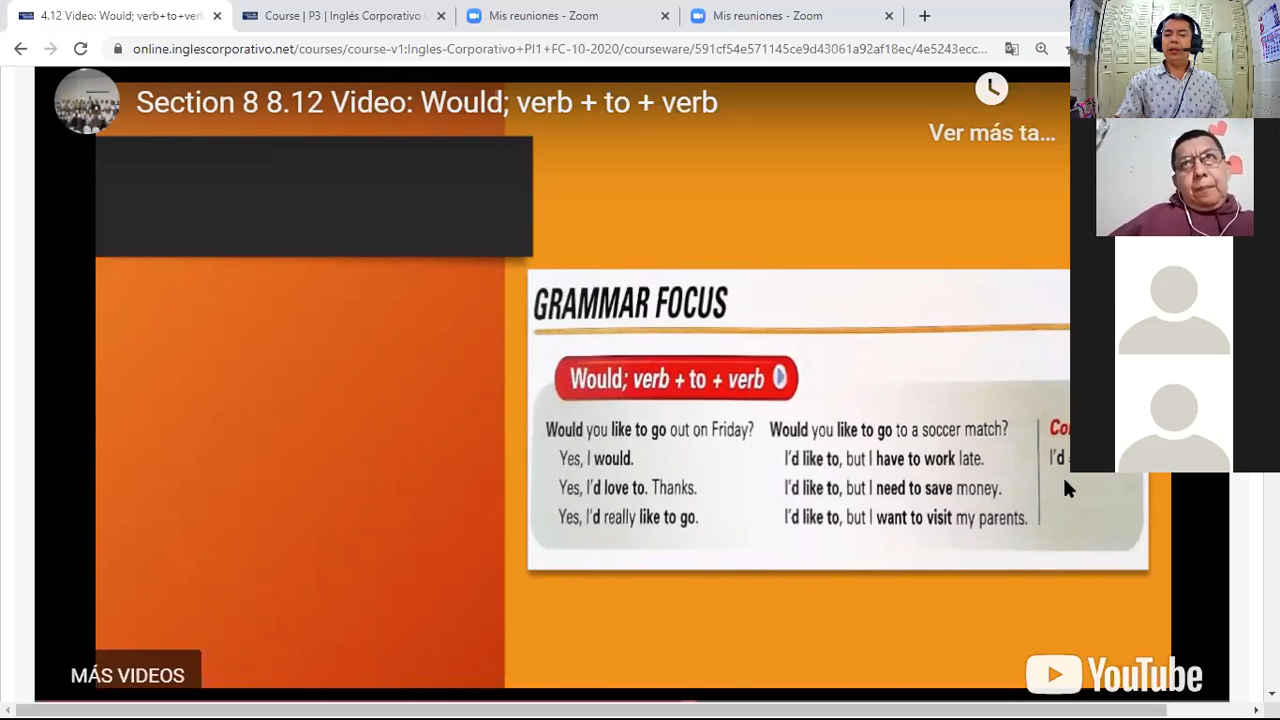 4.12 Video: Would; verb+to+ver
Course | P3 | Inglés Corporativo
Mis reuniones - Zoom
Mis reuniones - Zoom
online.inglescorporativo.net/courses/course-v1:Ingles-Corporativo+PI1+FC-10-2020/courseware/591cf54e571145ce9d43061a92af18c5/e5243ecc...
Section 8 8.12 Video: Would; verb + to + verb
Ver más ta...
GRAMMAR FOCUS
Would; verb + to + verb
Would you like to go out on Friday?
Yes, I would.
Yes, I'd love to. Thanks.
Yes, I'd really like to go.
Would you like to go to a soccer match?
I'd like to, but I have to work late.
I'd like to, but I need to save money.
I'd like to, but I want to visit my parents.
I'd
MÁS VIDEOS
YouTube